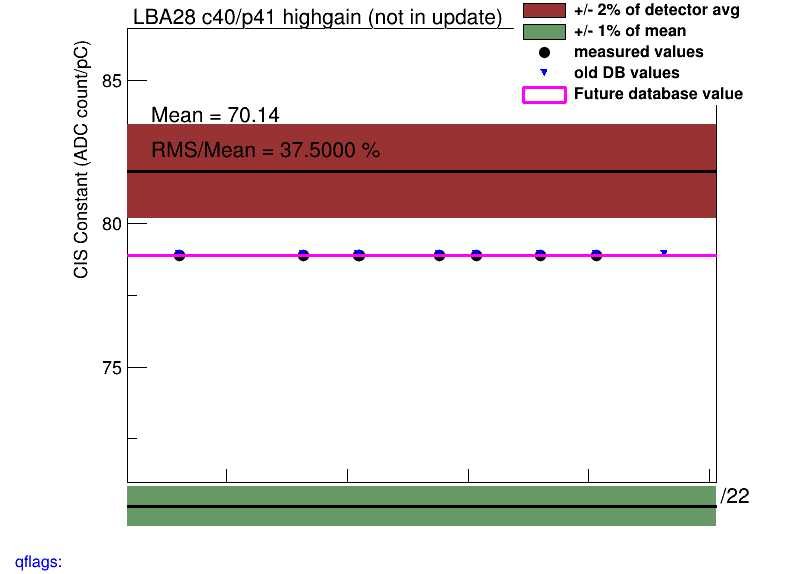 LBA28 c40/p41 highgain (not in update)
+/- 2% of detector avg
+/- 1% of mean
measured values
old DB values
Future database value
CIS Constant (ADC count/pC)
85
Mean = 70.14
RMS/Mean = 37.5000 %
80
75
/22
qflags: